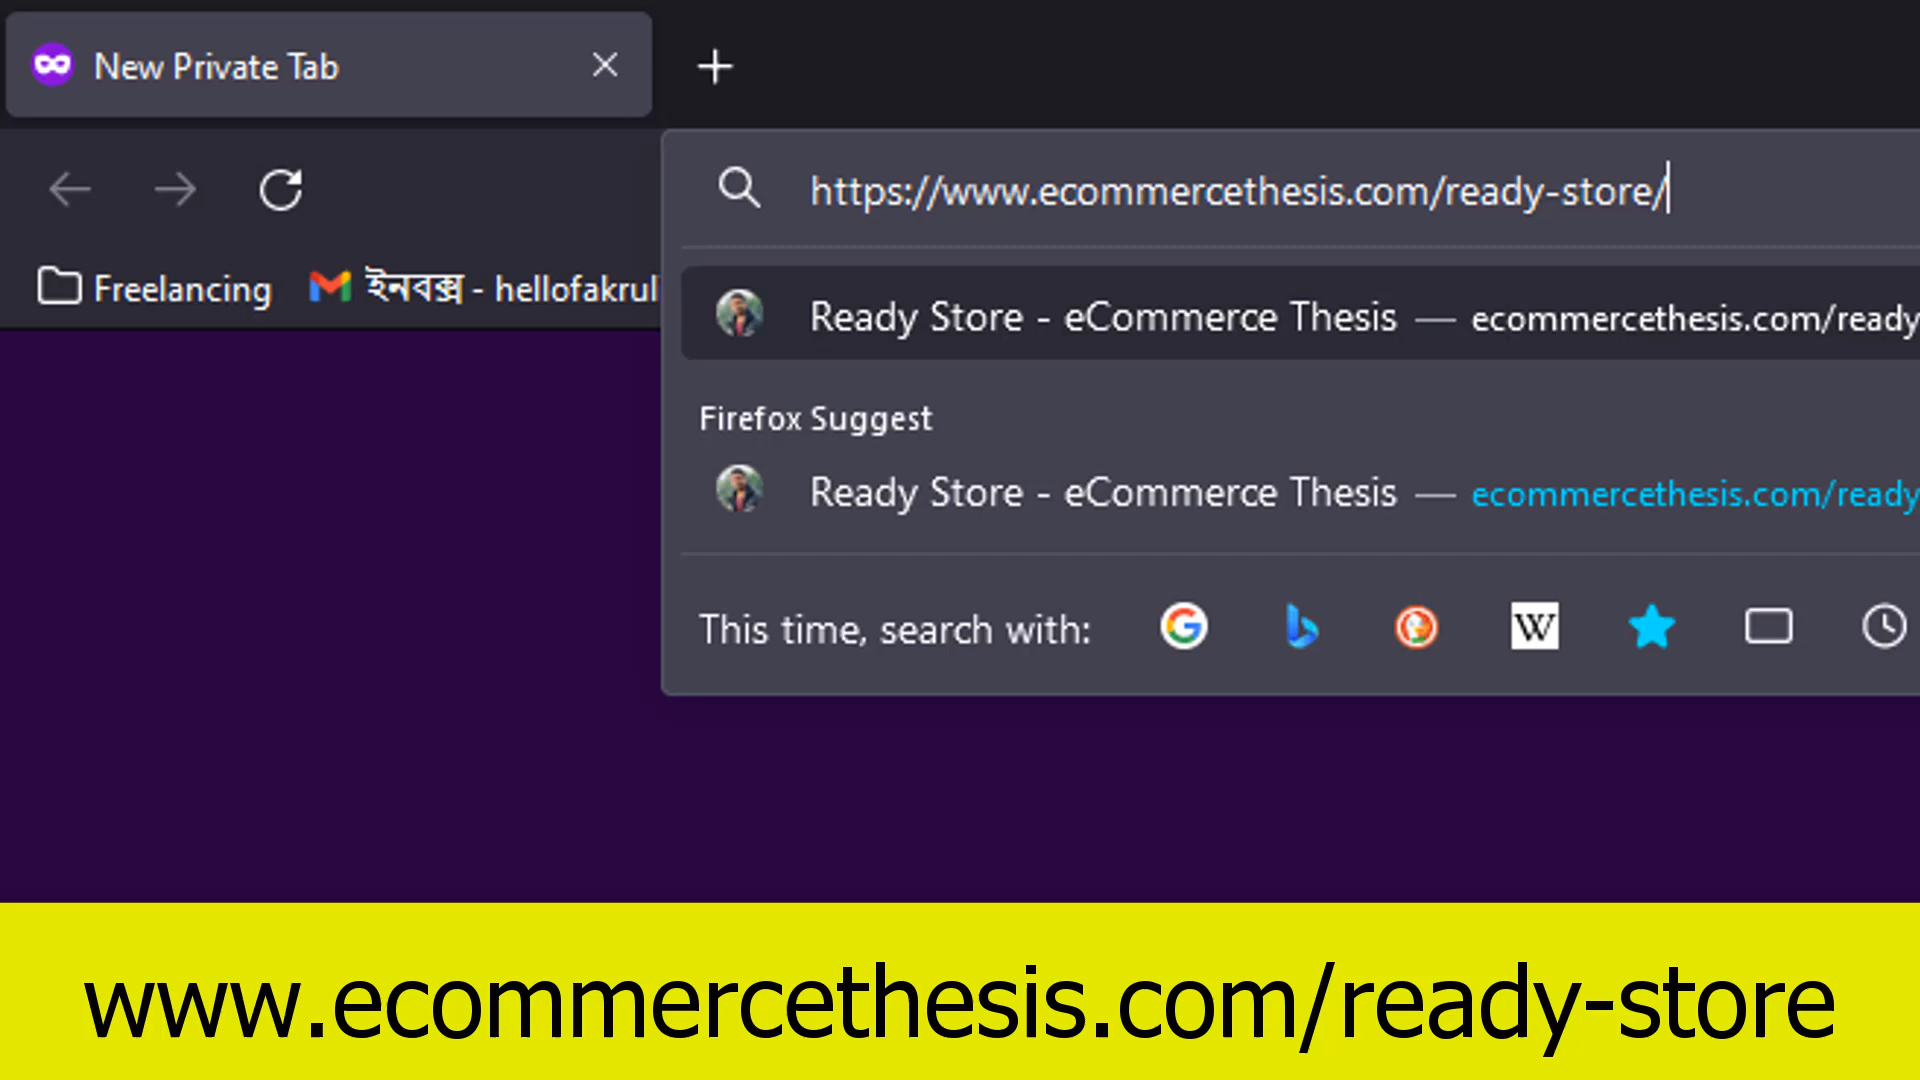 New Private Tab
https://www.ecommercethesis.com/ready-store/
Freelancing ইনবক্স - hellofakrul
Ready Store - eCommerce Thesis — ecommercethesis.com/ready
Firefox Suggest
Ready Store - eCommerce Thesis — ecommercethesis.com/ready
This time, search with: G W
www.ecommercethesis.com/ready-store